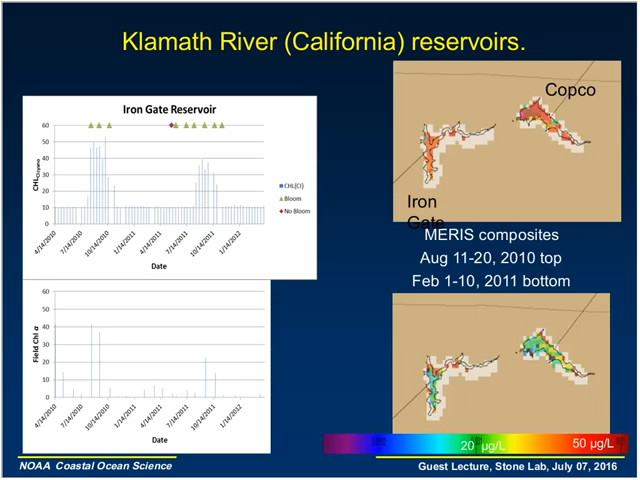 Klamath River (California) reservoirs.
Iron Gate Reservoir
CHL
60
50
40
30
20
10
0
CHL(CI)
Bloom
No Bloom
4/14/2010
7/14/2010
10/14/2010
1/14/2011
4/14/2011
7/14/2011
10/14/2011
1/14/2012
Date
Field Chl a
60
50
40
30
20
10
0
4/14/2010
7/14/2010
10/14/2010
1/14/2011
4/14/2011
7/14/2011
10/14/2011
1/14/2012
Date
Copco
Iron
Gate
MERIS composites
Aug 11-20, 2010 top
Feb 1-10, 2011 bottom
20 µg/L
50 µg/L
NOAA Coastal Ocean Science
Guest Lecture, Stone Lab, July 07, 2016